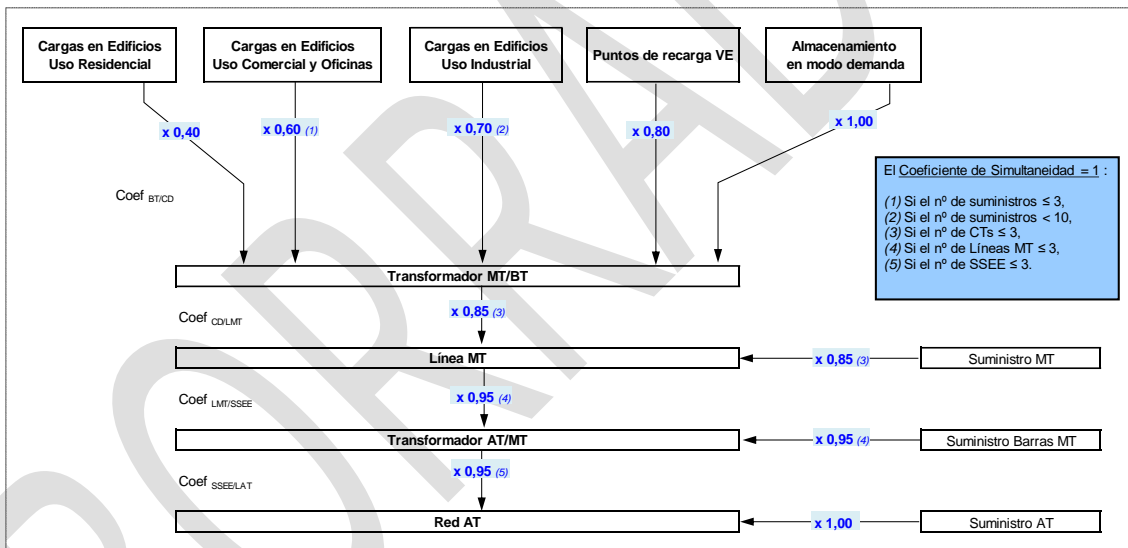 Cargas en Edificios
Uso Residencial
Cargas en Edificios
Uso Comercial y Oficinas
Cargas en Edificios
Uso Industrial
Puntos de recarga VE
Almacenamiento
en modo demanda
x 0,40
x 0,60 (1)
x 0,70 (2)
x 0,80
x 1,00
El Coeficiente de Simultaneidad = 1 :
(1) Si el nº de suministros ≤ 3,
(2) Si el nº de suministros < 10,
(3) Si el nº de CTs ≤ 3,
(4) Si el nº de Líneas MT ≤ 3,
(5) Si el nº de SSEE ≤ 3.
Coef BT/CD
Transformador MT/BT
Coef CD/LMT
x 0,85 (3)
Línea MT
x 0,85 (3)
Suministro MT
Coef LMT/SSEE
x 0,95 (4)
Transformador AT/MT
x 0,95 (4)
Suministro Barras MT
Coef SSEE/LAT
x 0,95 (5)
Red AT
x 1,00
Suministro AT